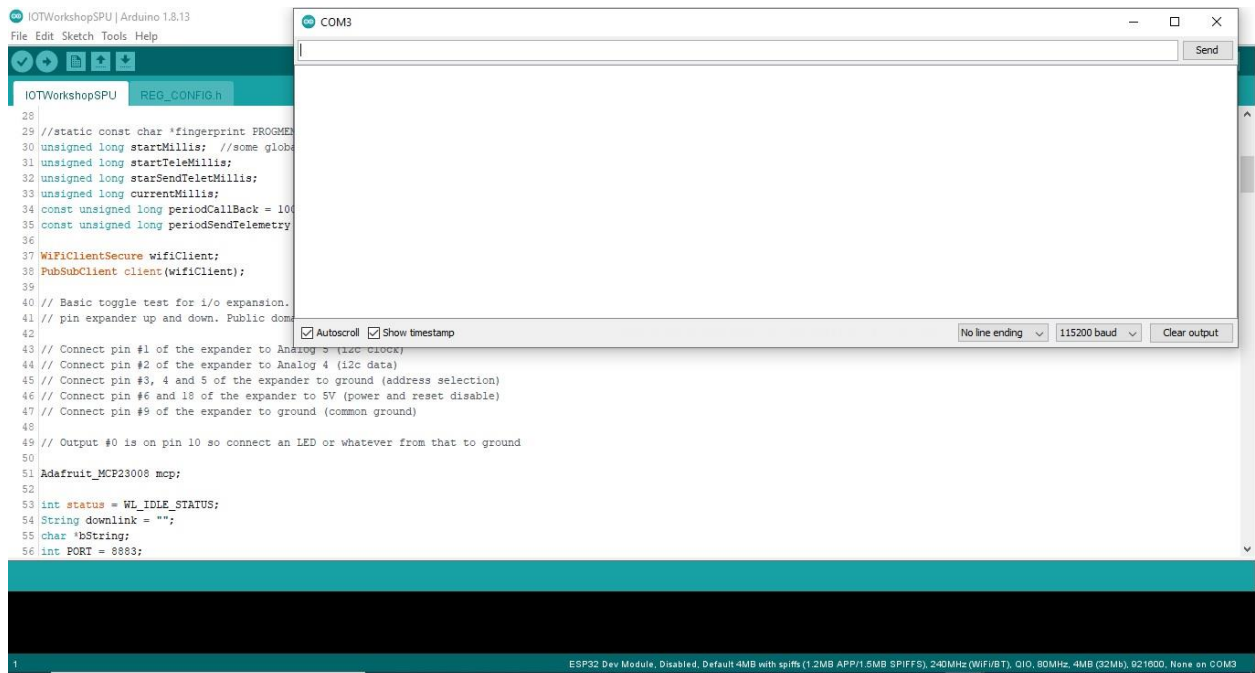 IOTWorkshopSPU | Arduino 1.8.13
File Edit Sketch Tools Help
COM3
Send
IOTWorkshopSPU REG_CONFIG.h
28
29 //static const char *fingerprint PROGMEM
30 unsigned long startMillis; //some globa
31 unsigned long startTeleMillis;
32 unsigned long starSendTeletMillis;
33 unsigned long currentMillis;
34 const unsigned long periodCallBack = 100
35 const unsigned long periodSendTelemetry
36
37 WiFiClientSecure wifiClient;
38 PubSubClient client(wifiClient);
39
40 // Basic toggle test for i/o expansion.
41 // pin expander up and down. Public doma
Autoscroll Show timestamp No line ending 115200 baud Clear output
42
43 // Connect pin #1 of the expander to Analog 5 (i2c clock)
44 // Connect pin #2 of the expander to Analog 4 (i2c data)
45 // Connect pin #3, 4 and 5 of the expander to ground (address selection)
46 // Connect pin #6 and 18 of the expander to 5V (power and reset disable)
47 // Connect pin #9 of the expander to ground (common ground)
48
49 // Output #0 is on pin 10 so connect an LED or whatever from that to ground
50
51 Adafruit_MCP23008 mcp;
52
53 int status = WL_IDLE_STATUS;
54 String downlink = "";
55 char *bString;
56 int PORT = 8883;
1 ESP32 Dev Module, Disabled, Default 4MB with spiffs (1.2MB APP/1.5MB SPIFFS), 240MHz (WiFi/BT), QIO, 80MHz, 4MB (32Mb), 921600, None on COM3